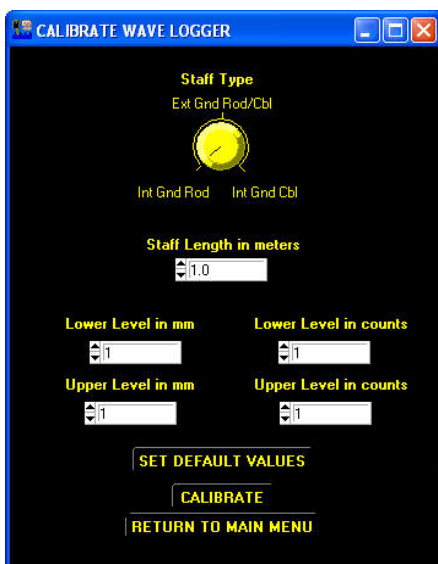 CALIBRATE WAVE LOGGER
Staff Type
Ext Gnd Rod/Cbl
Int Gnd Rod Int Gnd Cbl
Staff Length in meters
1.0
Lower Level in mm Lower Level in counts
1 1
Upper Level in mm Upper Level in counts
1 1
SET DEFAULT VALUES
CALIBRATE
RETURN TO MAIN MENU